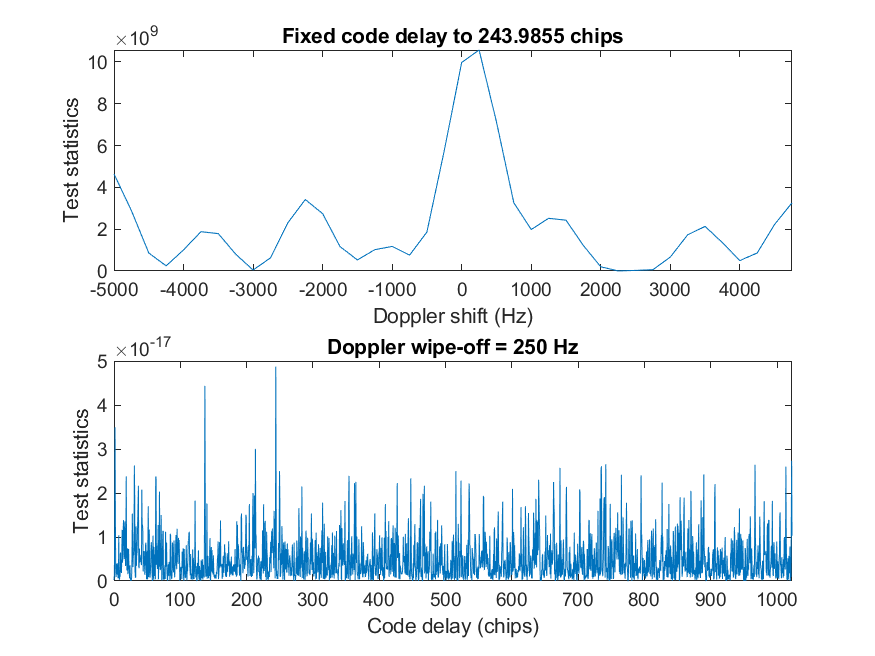 ×10⁹
Fixed code delay to 243.9855 chips
10
8
6
4
2
0
Test statistics
-5000 -4000 -3000 -2000 -1000 0 1000 2000 3000 4000
Doppler shift (Hz)
×10⁻¹⁷
Doppler wipe-off = 250 Hz
5
4
3
2
1
0
Test statistics
0 100 200 300 400 500 600 700 800 900 1000
Code delay (chips)